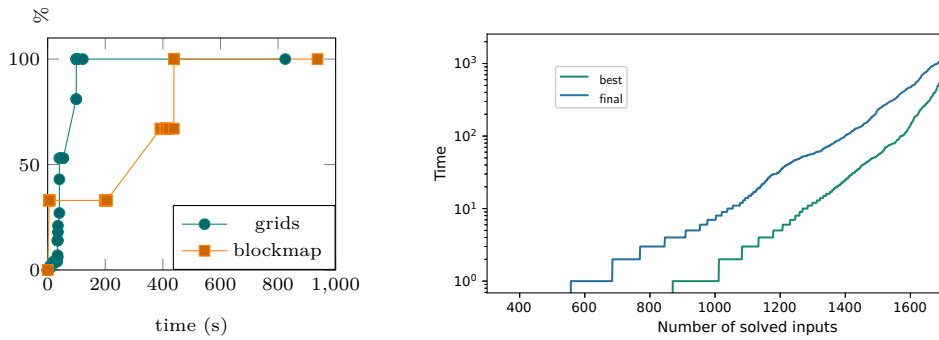 %
100
50
0
0 200 400 600 800 1,000
grids
blockmap
time (s)
10³
10²
10¹
10⁰
Time
best
final
400 600 800 1000 1200 1400 1600
Number of solved inputs